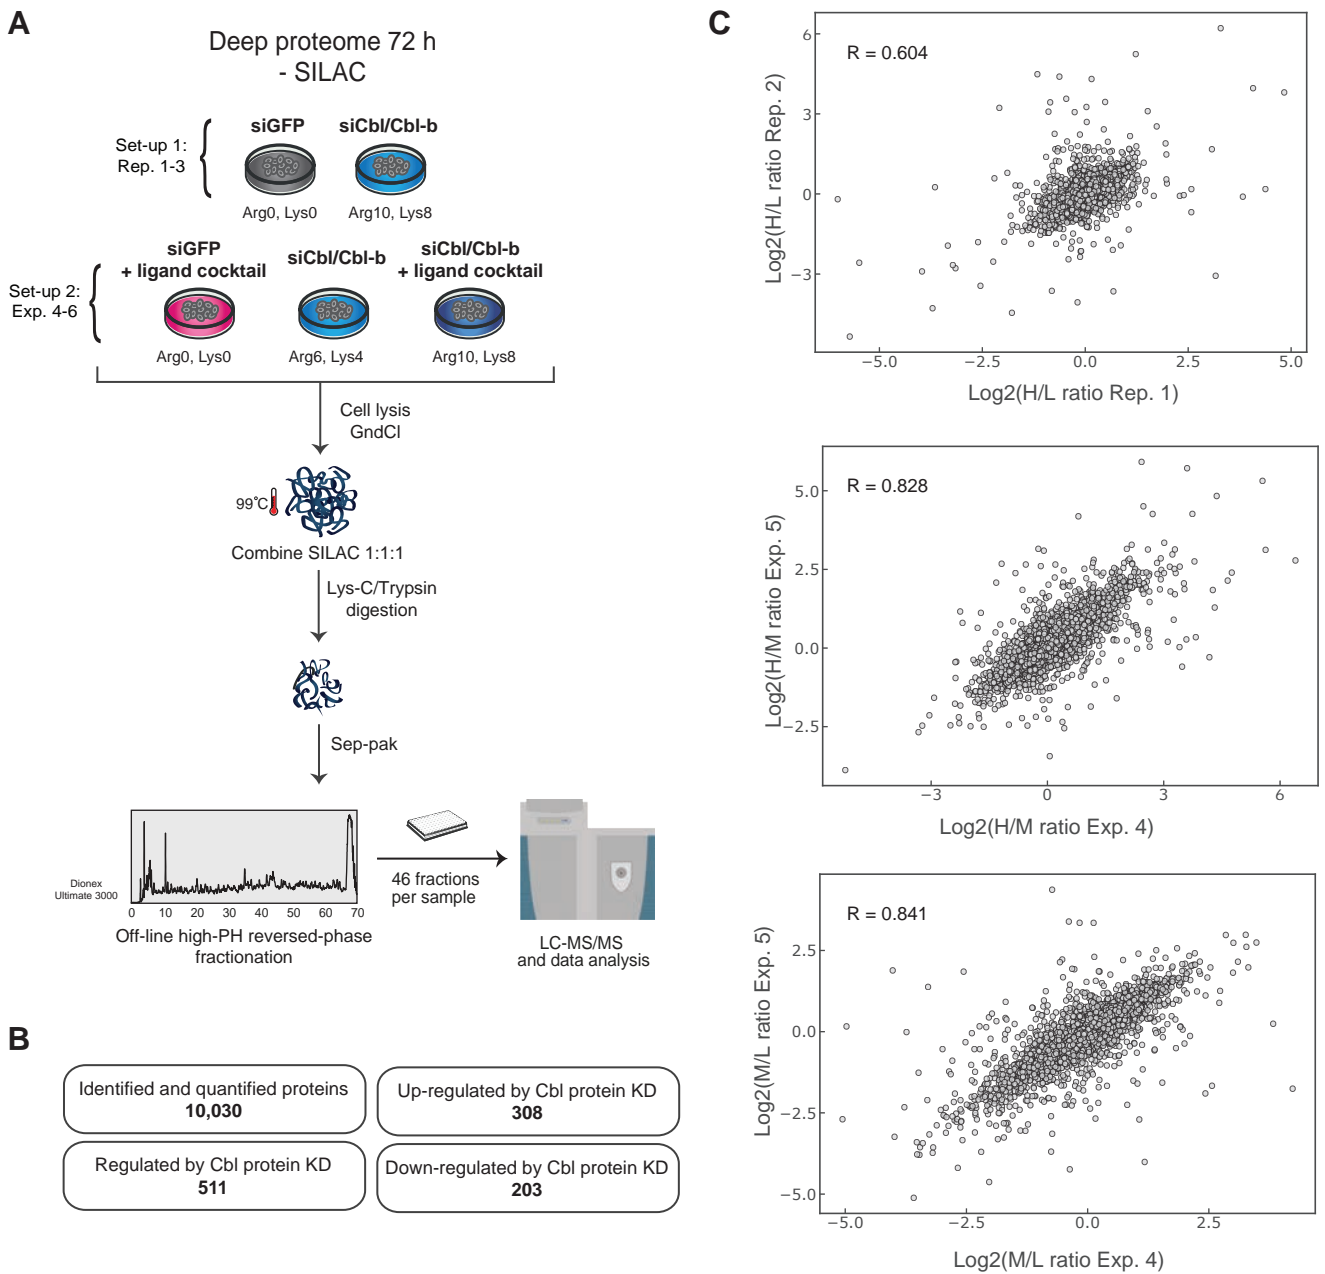 A
Deep proteome 72 h
- SILAC
Set-up 1:
Rep. 1-3
siGFP
siCbl/Cbl-b
Arg0, Lys0
Arg10, Lys8
Set-up 2:
Exp. 4-6
siGFP
+ ligand cocktail
siCbl/Cbl-b
siCbl/Cbl-b
+ ligand cocktail
Arg0, Lys0
Arg6, Lys4
Arg10, Lys8
Cell lysis
GndCl
99°C
Combine SILAC 1:1:1
Lys-C/Trypsin
digestion
Sep-pak
Dionex
Ultimate 3000
0 10 20 30 40 50 60 70
Off-line high-PH reversed-phase
fractionation
46 fractions
per sample
LC-MS/MS
and data analysis
B
Identified and quantified proteins
10,030
Up-regulated by Cbl protein KD
308
Regulated by Cbl protein KD
511
Down-regulated by Cbl protein KD
203
C
R = 0.604
Log2(H/L ratio Rep. 2)
6
3
0
−3
−5.0 −2.5 0.0 2.5 5.0
Log2(H/L ratio Rep. 1)
R = 0.828
Log2(H/M ratio Exp. 5)
5.0
2.5
0.0
−2.5
−3 0 3 6
Log2(H/M ratio Exp. 4)
R = 0.841
Log2(M/L ratio Exp. 5)
2.5
0.0
−2.5
−5.0
−5.0 −2.5 0.0 2.5
Log2(M/L ratio Exp. 4)